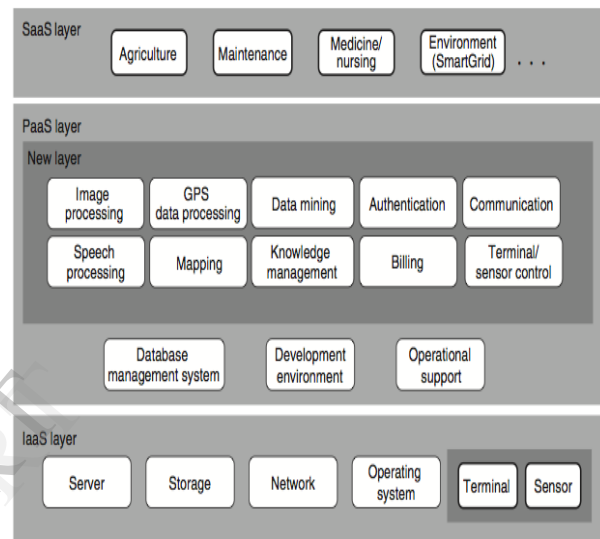 SaaS layer
Agriculture
Maintenance
Medicine/
nursing
Environment
(SmartGrid)
. . .
PaaS layer
New layer
Image
processing
GPS
data processing
Data mining
Authentication
Communication
Speech
processing
Mapping
Knowledge
management
Billing
Terminal/
sensor control
Database
management system
Development
environment
Operational
support
IaaS layer
Server
Storage
Network
Operating
system
Terminal
Sensor